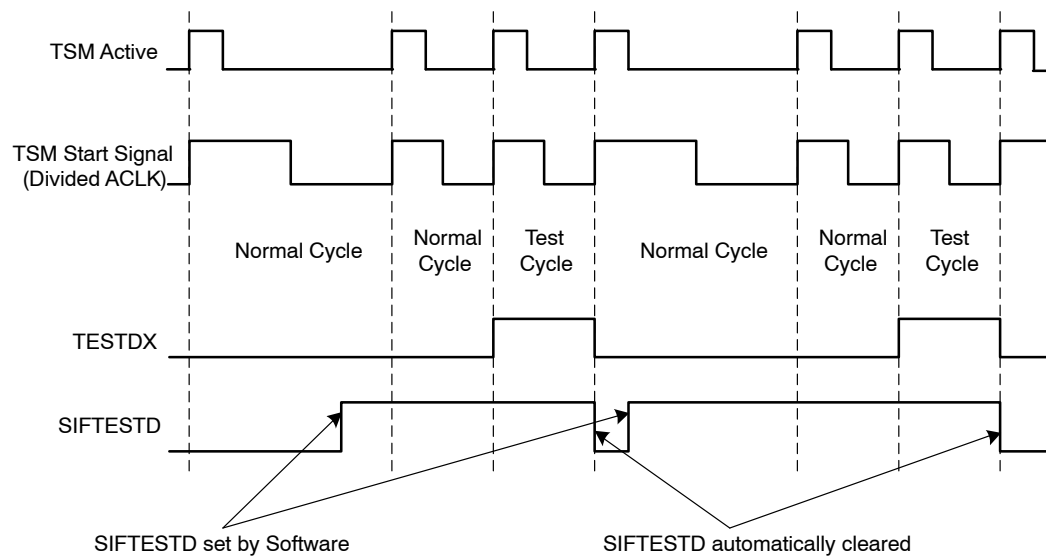 TSM Active
TSM Start Signal
(Divided ACLK)
Normal Cycle
Normal
Cycle
Test
Cycle
Normal Cycle
Normal
Cycle
Test
Cycle
TESTDX
SIFTESTD
SIFTESTD set by Software
SIFTESTD automatically cleared